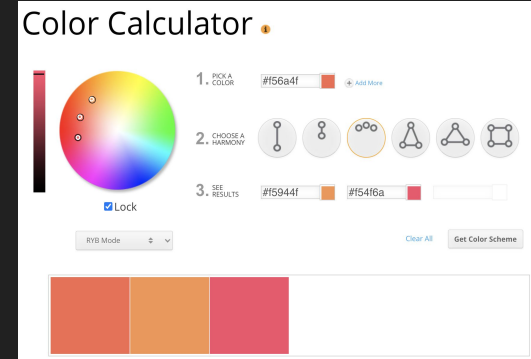 Color Calculator i
1. PICK A COLOR
#f56a4f
+ Add More
2. CHOOSE A HARMONY
3. SEE RESULTS
#f5944f
#f54f6a
Lock
RYB Mode
Clear All
Get Color Scheme